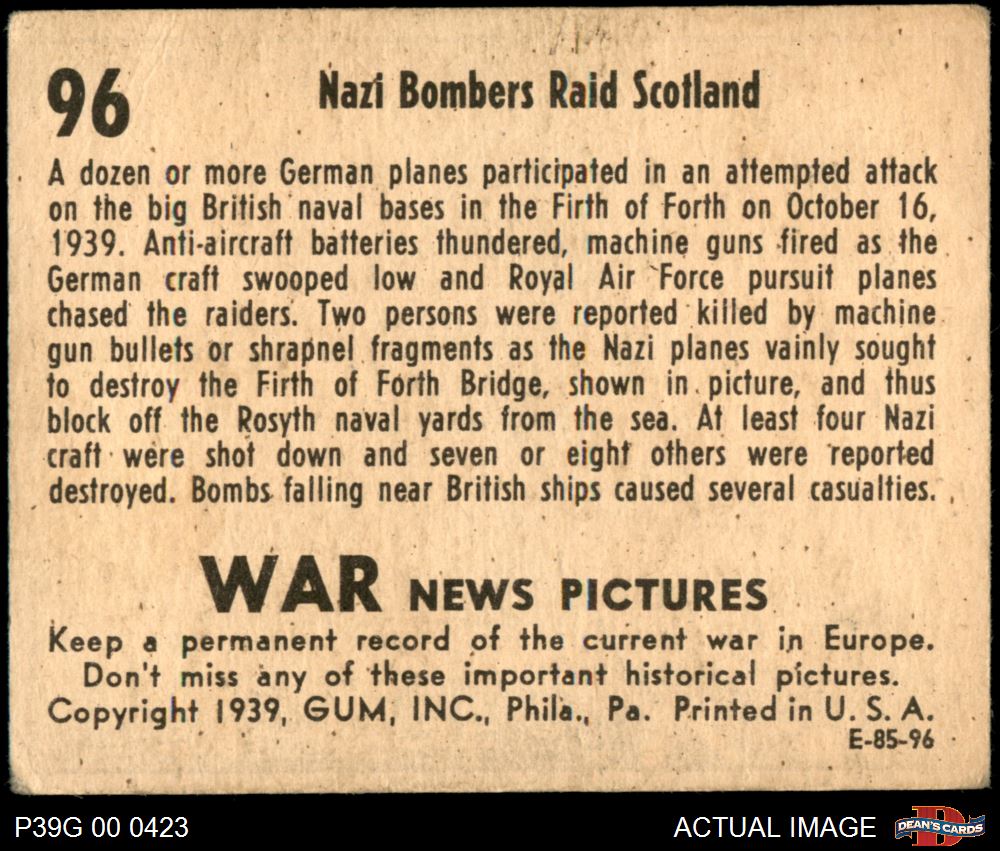 96
Nazi Bombers Raid Scotland
A dozen or more German planes participated in an attempted attack
on the big British naval bases in the Firth of Forth on October 16,
1939. Anti-aircraft batteries thundered, machine guns fired as the
German craft swooped low and Royal Air Force pursuit planes
chased the raiders. Two persons were reported killed by machine
gun bullets or shrapnel fragments as the Nazi planes vainly sought
to destroy the Firth of Forth Bridge, shown in picture, and thus
block off the Rosyth naval yards from the sea. At least four Nazi
craft were shot down and seven or eight others were reported
destroyed. Bombs falling near British ships caused several casualties.
WAR NEWS PICTURES
Keep a permanent record of the current war in Europe.
Don't miss any of these important historical pictures.
Copyright 1939, GUM, INC., Phila., Pa. Printed in U. S. A.
E-85-96
P39G 00 0423
ACTUAL IMAGE
DEAN'S CARDS